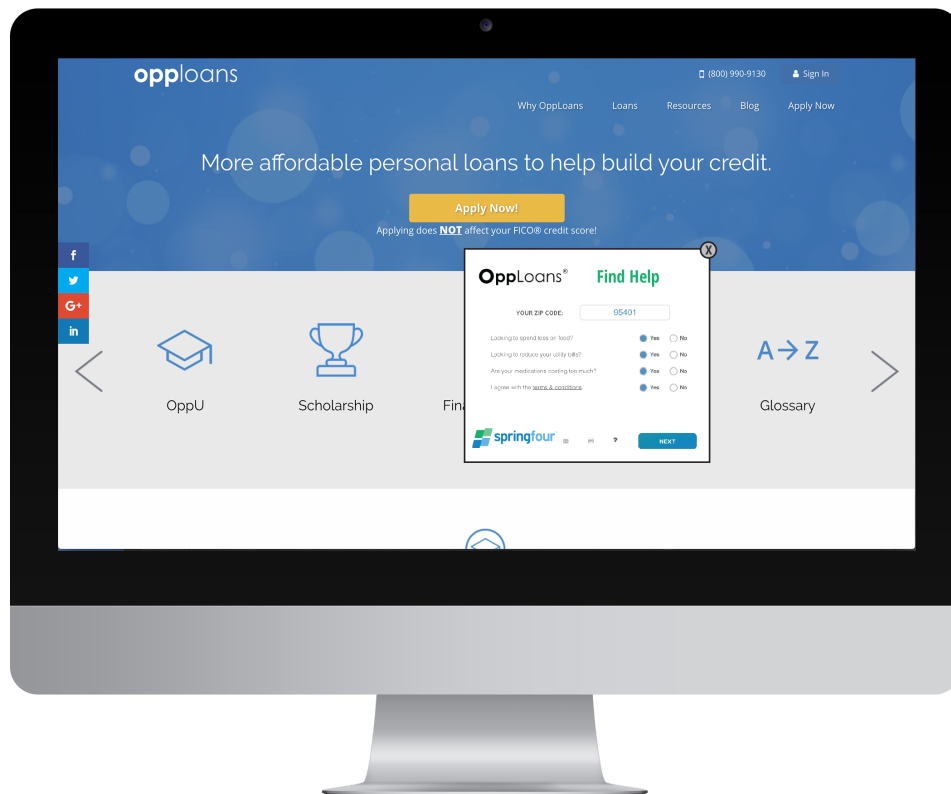 opploans
(800) 990-9130 Sign In
Why OppLoans Loans Resources Blog Apply Now
More affordable personal loans to help build your credit.
Apply Now!
Applying does NOT affect your FICO® credit score!
f
G+
in
X
OppLoans® Find Help
YOUR ZIP CODE: 95401
Looking to spend less on food? Yes No
Looking to reduce your utility bills? Yes No
Are your medications costing too much? Yes No
I agree with the terms & conditions. Yes No
springfour ? NEXT
A→Z
OppU Scholarship Glossary